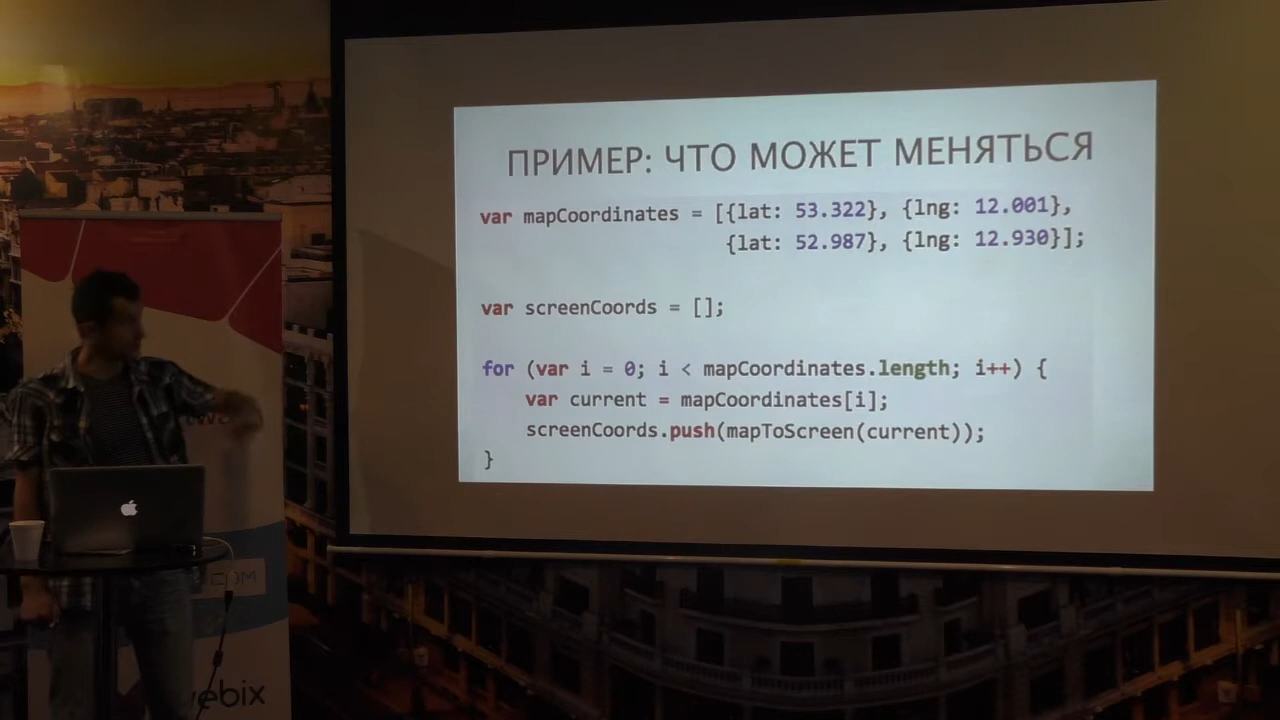 ПРИМЕР: ЧТО МОЖЕТ МЕНЯТЬСЯ
var mapCoordinates = [{lat: 53.322}, {lng: 12.001},
{lat: 52.987}, {lng: 12.930}];
var screenCoords = [];
for (var i = 0; i < mapCoordinates.length; i++) {
var current = mapCoordinates[i];
screenCoords.push(mapToScreen(current));
}
webix